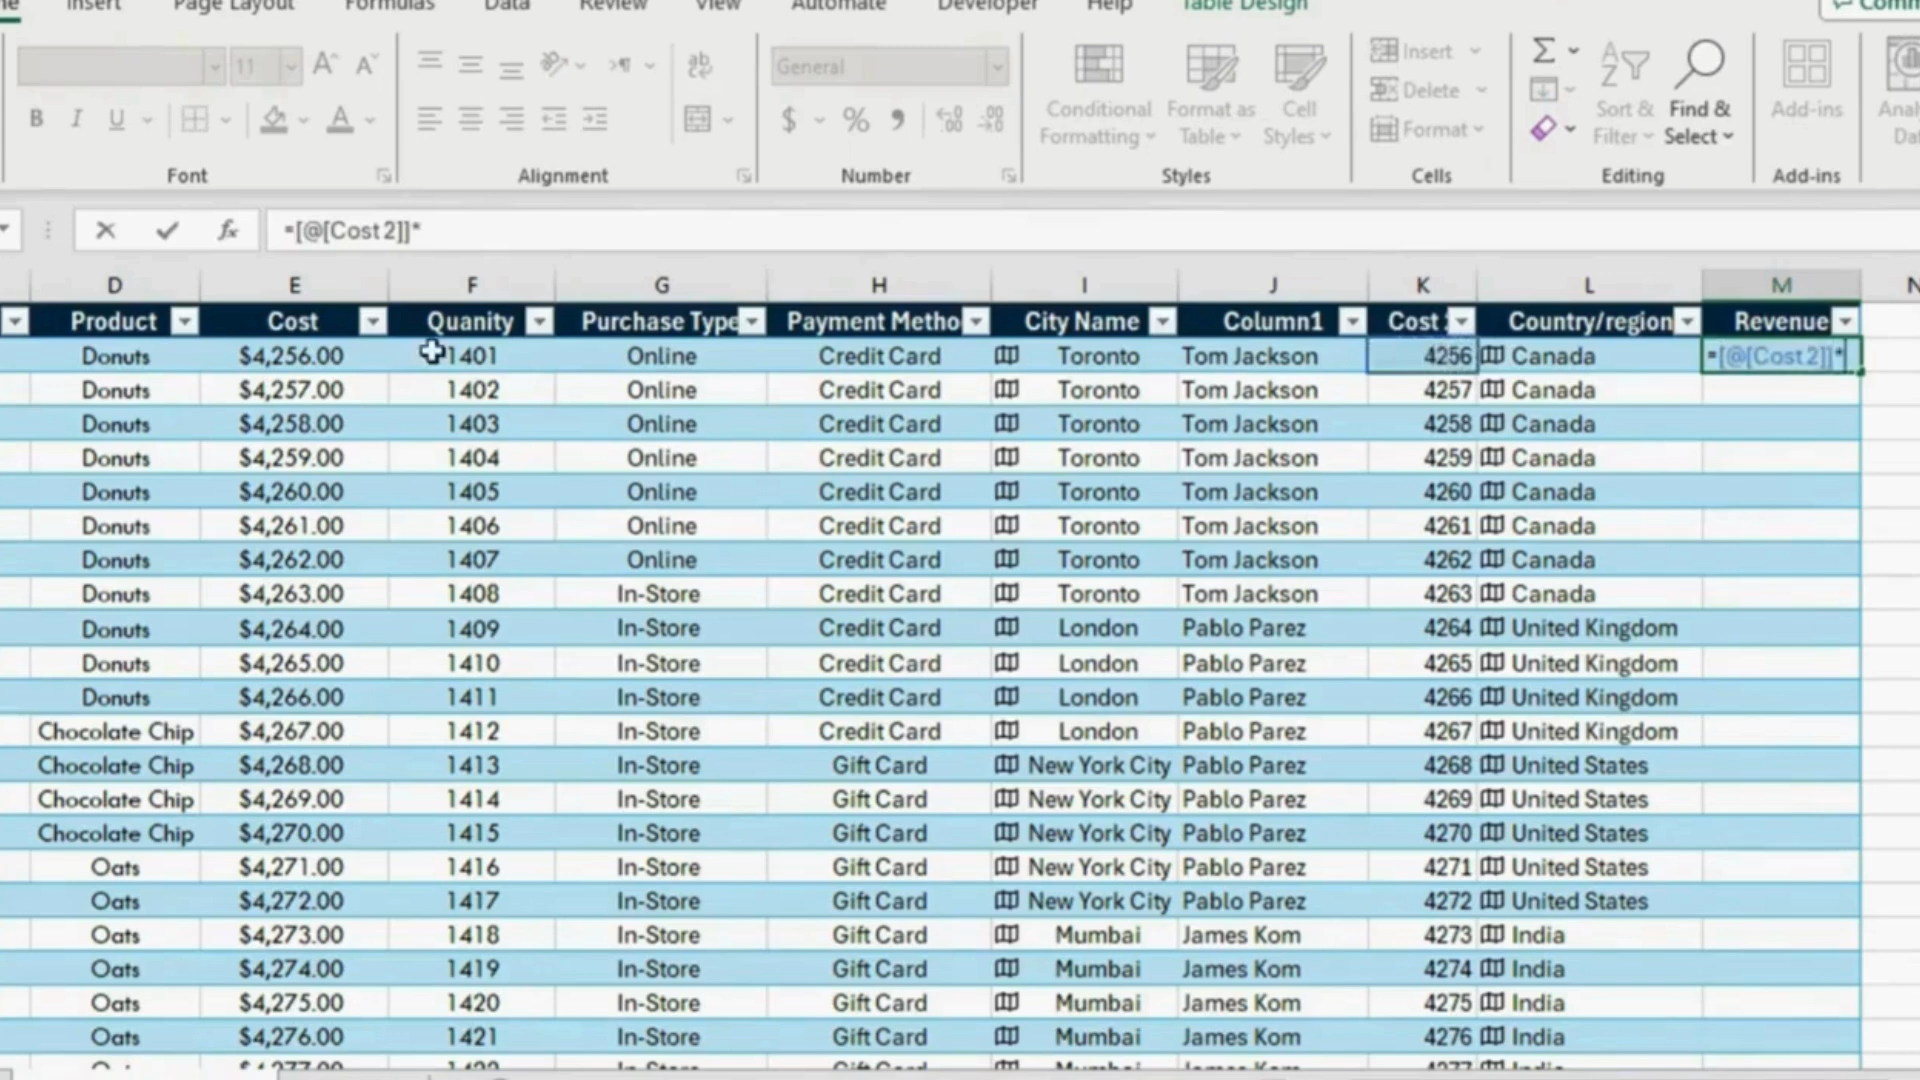 Insert Page Layout Formulas Data Review View Automate Developer Help Table Design
11 A A ab General Insert Σ
Conditional Format as Cell Delete Sort & Find & Add-ins
B I U A $ % Formatting Table Styles Format Filter Select
Font Alignment Number Styles Cells Editing Add-ins
fx =[@[Cost 2]]*
D E F G H I J K L M
Product Cost Quanity Purchase Type Payment Metho City Name Column1 Cost Country/region Revenue
Donuts $4,256.00 1401 Online Credit Card Toronto Tom Jackson 4256 Canada =[@[Cost 2]]*
Donuts $4,257.00 1402 Online Credit Card Toronto Tom Jackson 4257 Canada
Donuts $4,258.00 1403 Online Credit Card Toronto Tom Jackson 4258 Canada
Donuts $4,259.00 1404 Online Credit Card Toronto Tom Jackson 4259 Canada
Donuts $4,260.00 1405 Online Credit Card Toronto Tom Jackson 4260 Canada
Donuts $4,261.00 1406 Online Credit Card Toronto Tom Jackson 4261 Canada
Donuts $4,262.00 1407 Online Credit Card Toronto Tom Jackson 4262 Canada
Donuts $4,263.00 1408 In-Store Credit Card Toronto Tom Jackson 4263 Canada
Donuts $4,264.00 1409 In-Store Credit Card London Pablo Parez 4264 United Kingdom
Donuts $4,265.00 1410 In-Store Credit Card London Pablo Parez 4265 United Kingdom
Donuts $4,266.00 1411 In-Store Credit Card London Pablo Parez 4266 United Kingdom
Chocolate Chip $4,267.00 1412 In-Store Credit Card London Pablo Parez 4267 United Kingdom
Chocolate Chip $4,268.00 1413 In-Store Gift Card New York City Pablo Parez 4268 United States
Chocolate Chip $4,269.00 1414 In-Store Gift Card New York City Pablo Parez 4269 United States
Chocolate Chip $4,270.00 1415 In-Store Gift Card New York City Pablo Parez 4270 United States
Oats $4,271.00 1416 In-Store Gift Card New York City Pablo Parez 4271 United States
Oats $4,272.00 1417 In-Store Gift Card New York City Pablo Parez 4272 United States
Oats $4,273.00 1418 In-Store Gift Card Mumbai James Kom 4273 India
Oats $4,274.00 1419 In-Store Gift Card Mumbai James Kom 4274 India
Oats $4,275.00 1420 In-Store Gift Card Mumbai James Kom 4275 India
Oats $4,276.00 1421 In-Store Gift Card Mumbai James Kom 4276 India